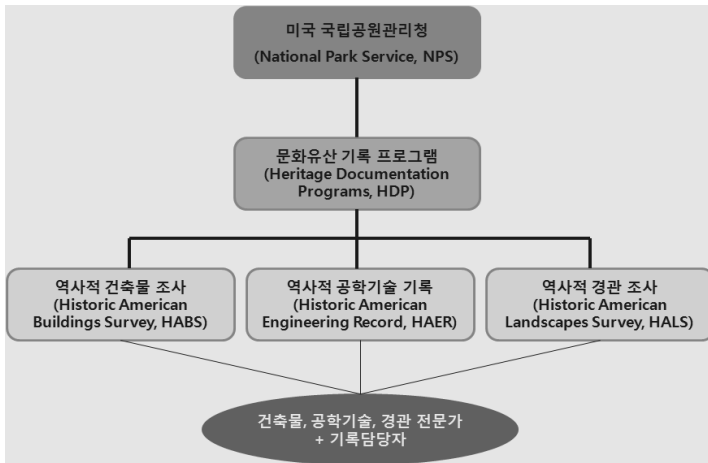 미국 국립공원관리청
(National Park Service, NPS)
문화유산 기록 프로그램
(Heritage Documentation
Programs, HDP)
역사적 건축물 조사
(Historic American
Buildings Survey, HABS)
역사적 공학기술 기록
(Historic American
Engineering Record, HAER)
역사적 경관 조사
(Historic American
Landscapes Survey, HALS)
건축물, 공학기술, 경관 전문가
+ 기록담당자